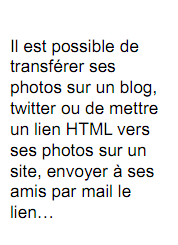 Il est possible de
transférer ses
photos sur un blog,
twitter ou de mettre
un lien HTML vers
ses photos sur un
site, envoyer à ses
amis par mail le
lien…